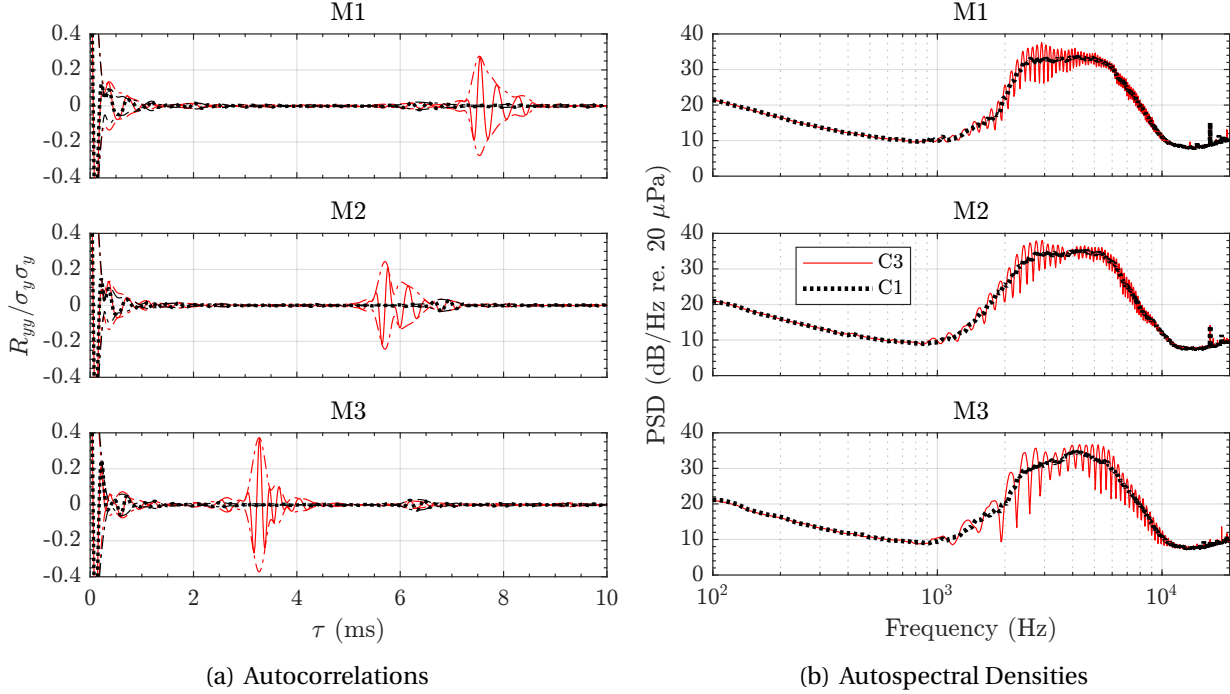 M1
0.4
0.2
0
-0.2
-0.4
M2
0.4
0.2
0
-0.2
-0.4
M3
0.4
0.2
0
-0.2
-0.4
0 2 4 6 8 10
R_{yy}/σ_yσ_y
τ (ms)
(a) Autocorrelations
M1
40
30
20
10
0
M2
40
30
20
10
0
C3
C1
M3
40
30
20
10
0
10^2 10^3 10^4
PSD (dB/Hz re. 20 μPa)
Frequency (Hz)
(b) Autospectral Densities